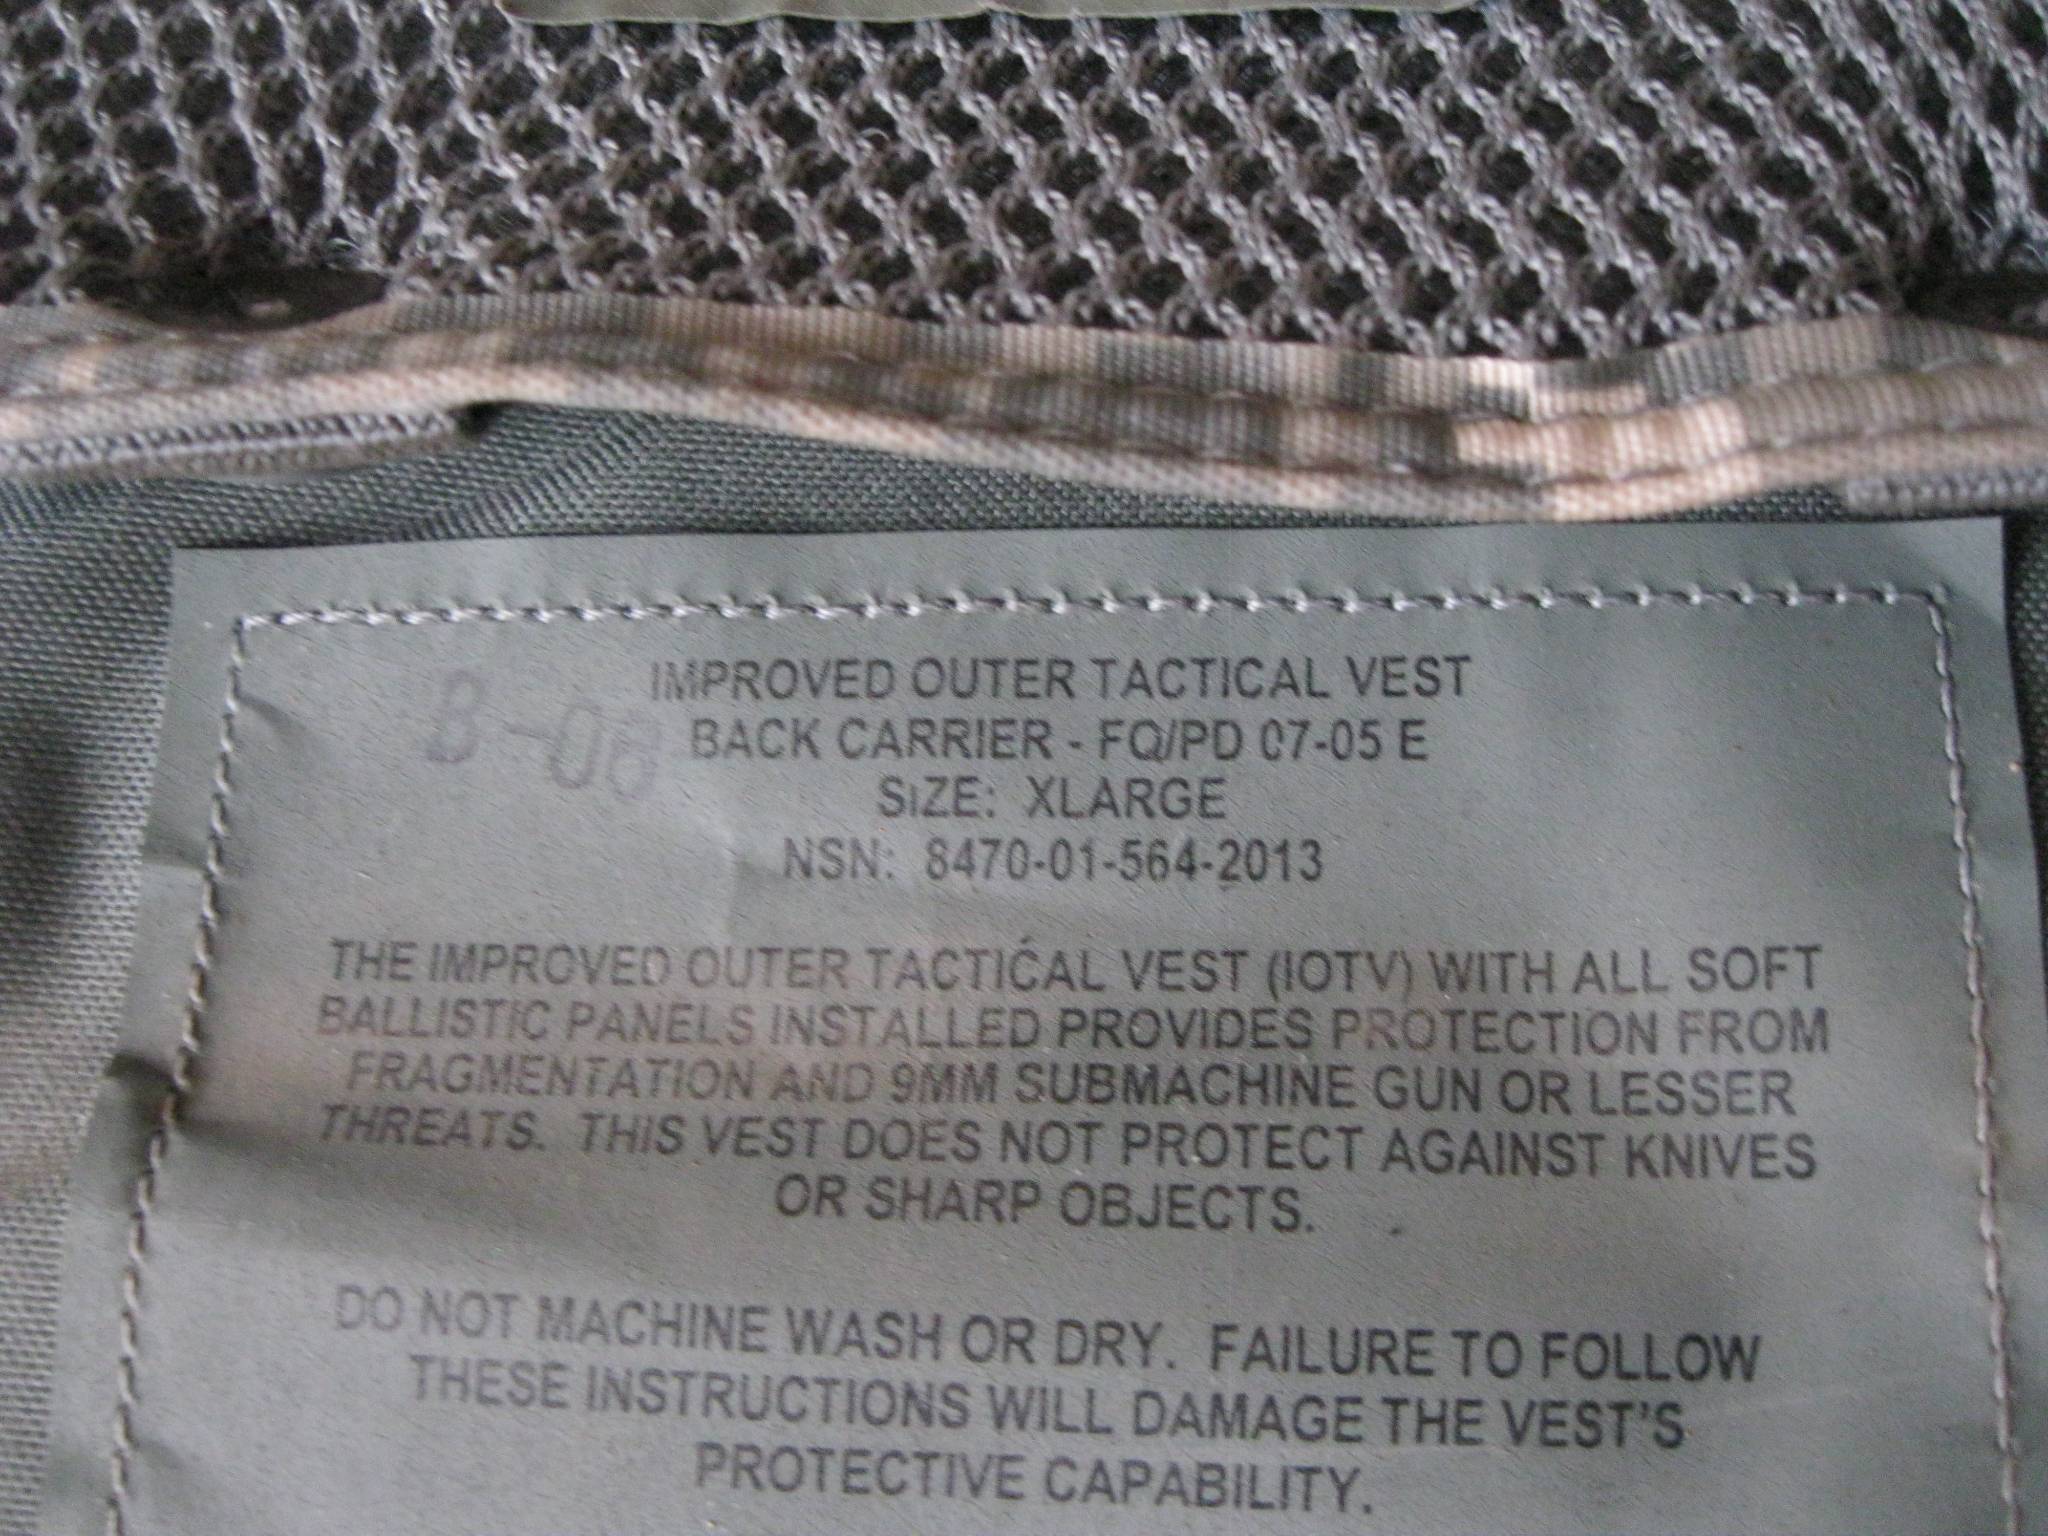 IMPROVED OUTER TACTICAL VEST
B-08
BACK CARRIER - FQ/PD 07-05 E
SIZE: XLARGE
NSN: 8470-01-564-2013
THE IMPROVED OUTER TACTICAL VEST (IOTV) WITH ALL SOFT
BALLISTIC PANELS INSTALLED PROVIDES PROTECTION FROM
FRAGMENTATION AND 9MM SUBMACHINE GUN OR LESSER
THREATS. THIS VEST DOES NOT PROTECT AGAINST KNIVES
OR SHARP OBJECTS.
DO NOT MACHINE WASH OR DRY. FAILURE TO FOLLOW
THESE INSTRUCTIONS WILL DAMAGE THE VEST'S
PROTECTIVE CAPABILITY.